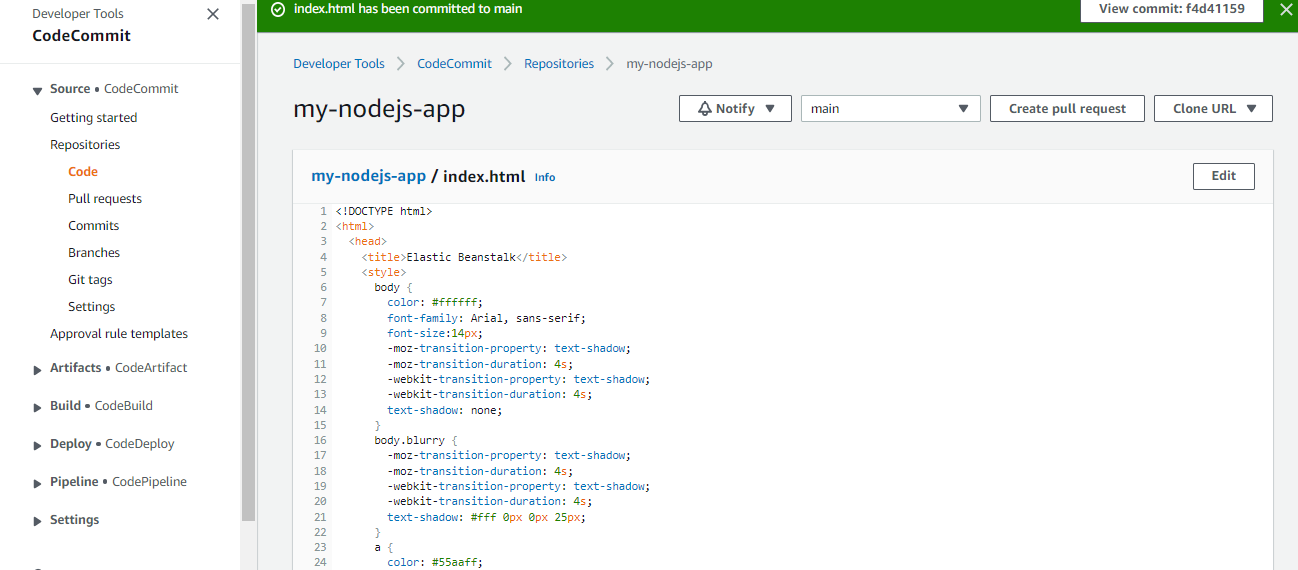 Developer Tools
CodeCommit
Source • CodeCommit
Getting started
Repositories
Code
Pull requests
Commits
Branches
Git tags
Settings
Approval rule templates
Artifacts • CodeArtifact
Build • CodeBuild
Deploy • CodeDeploy
Pipeline • CodePipeline
Settings
index.html has been committed to main
View commit: f4d41159
Developer Tools > CodeCommit > Repositories > my-nodejs-app
my-nodejs-app
Notify
main
Create pull request
Clone URL
my-nodejs-app / index.html Info
Edit
1 <!DOCTYPE html>
2 <html>
3 <head>
4 <title>Elastic Beanstalk</title>
5 <style>
6 body {
7 color: #ffffff;
8 font-family: Arial, sans-serif;
9 font-size:14px;
10 -moz-transition-property: text-shadow;
11 -moz-transition-duration: 4s;
12 -webkit-transition-property: text-shadow;
13 -webkit-transition-duration: 4s;
14 text-shadow: none;
15 }
16 body.blurry {
17 -moz-transition-property: text-shadow;
18 -moz-transition-duration: 4s;
19 -webkit-transition-property: text-shadow;
20 -webkit-transition-duration: 4s;
21 text-shadow: #fff 0px 0px 25px;
22 }
23 a {
24 color: #55aaff;